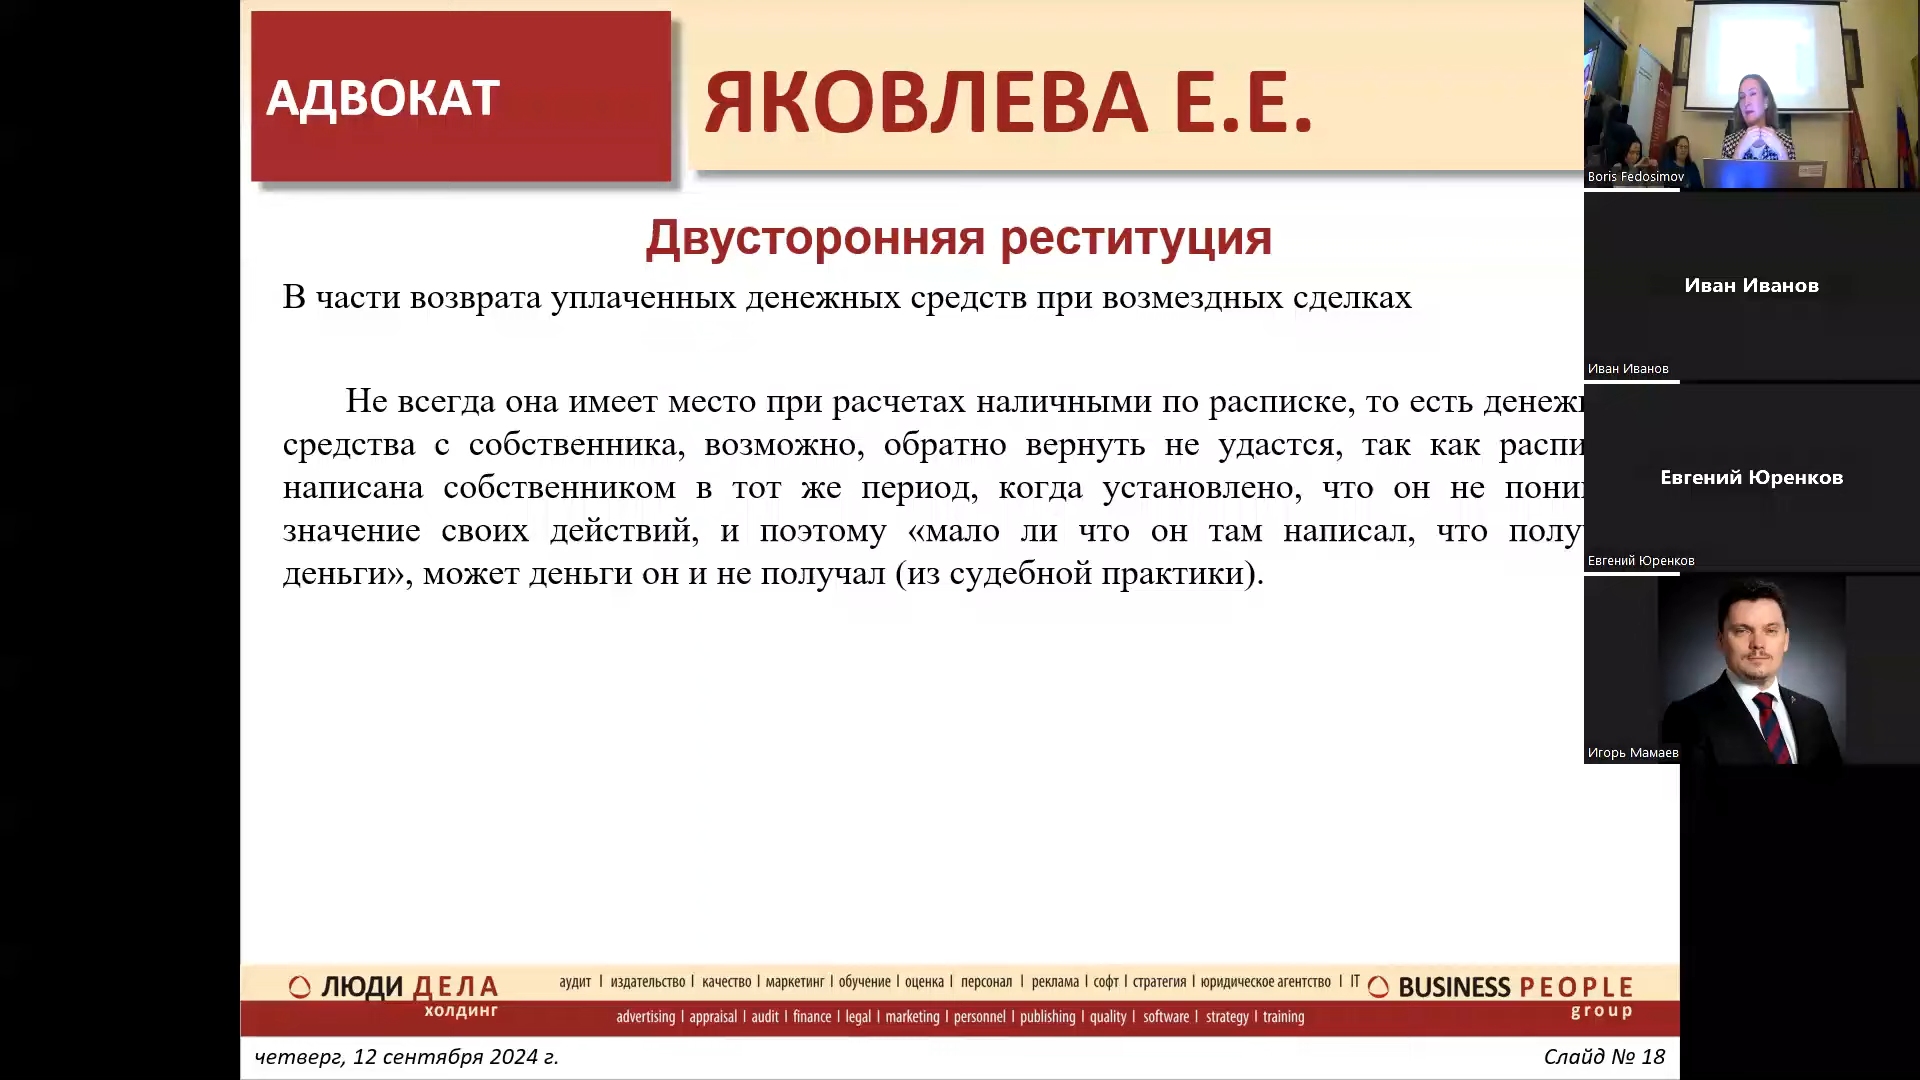 АДВОКАТ
ЯКОВЛЕВА Е.Е.
Двусторонняя реституция
В части возврата уплаченных денежных средств при возмездных сделках
Не всегда она имеет место при расчетах наличными по расписке, то есть
средства с собственника, возможно, обратно вернуть не удастся, так как
написана собственником в тот же период, когда установлено, что он не
значение своих действий, и поэтому «мало ли что он там написал, что
деньги», может деньги он и не получал (из судебной практики).
ЛЮДИ ДЕЛА
холдинг
аудит | издательство | качество | маркетинг | обучение | оценка | персонал | реклама | софт | стратегия | юридическое агентство | IT
advertising | appraisal | audit | finance | legal | marketing | personnel | publishing | quality | software | strategy | training
BUSINESS PEOPLE
group
четверг, 12 сентября 2024 г.
Слайд № 18
Boris Fedosimov
Иван Иванов
Иван Иванов
Евгений Юренков
Евгений Юренков
Игорь Мамаев